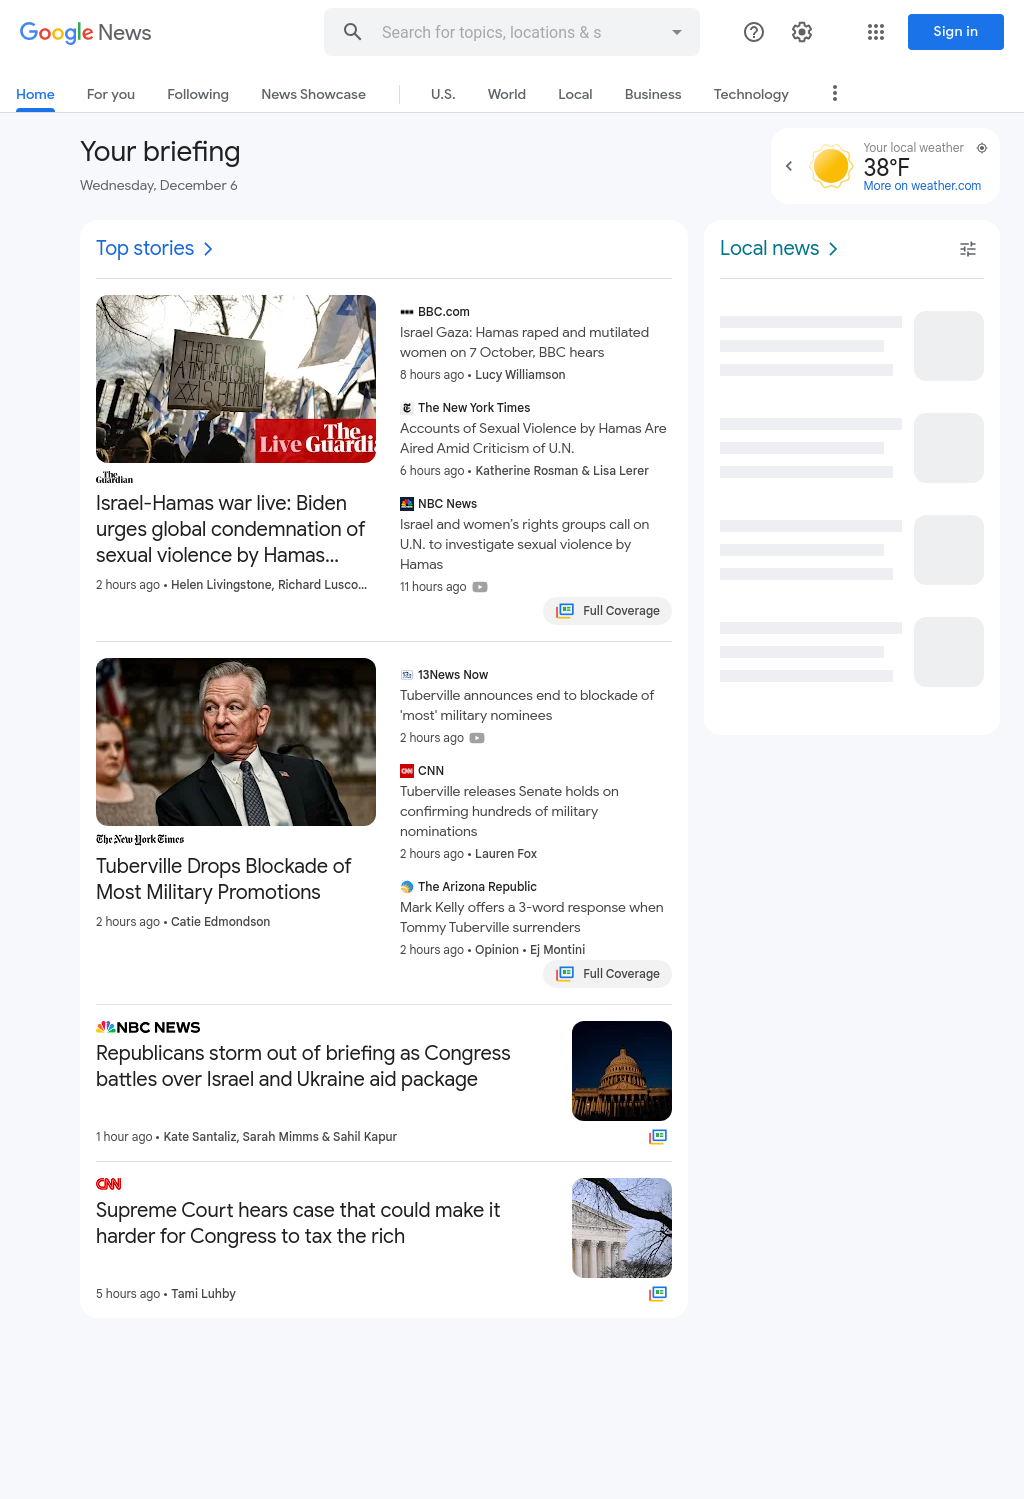 Google News
Search for topics, locations & s
Sign in
Home
For you
Following
News Showcase
U.S.
World
Local
Business
Technology
Your briefing
Wednesday, December 6
Your local weather
38°F
More on weather.com
Top stories
THERE COMES
A TIME WHEN SILENCE
IS BETRAYAL
Live The
Guardia
The
Guardian
Israel-Hamas war live: Biden
urges global condemnation of
sexual violence by Hamas...
2 hours ago • Helen Livingstone, Richard Lusco...
BBC.com
Israel Gaza: Hamas raped and mutilated
women on 7 October, BBC hears
8 hours ago • Lucy Williamson
The New York Times
Accounts of Sexual Violence by Hamas Are
Aired Amid Criticism of U.N.
6 hours ago • Katherine Rosman & Lisa Lerer
NBC News
Israel and women’s rights groups call on
U.N. to investigate sexual violence by
Hamas
11 hours ago
Full Coverage
The New York Times
Tuberville Drops Blockade of
Most Military Promotions
2 hours ago • Catie Edmondson
13News Now
Tuberville announces end to blockade of
'most' military nominees
2 hours ago
CNN
CNN
Tuberville releases Senate holds on
confirming hundreds of military
nominations
2 hours ago • Lauren Fox
The Arizona Republic
Mark Kelly offers a 3-word response when
Tommy Tuberville surrenders
2 hours ago • Opinion • Ej Montini
Full Coverage
NBC NEWS
Republicans storm out of briefing as Congress
battles over Israel and Ukraine aid package
1 hour ago • Kate Santaliz, Sarah Mimms & Sahil Kapur
CNN
Supreme Court hears case that could make it
harder for Congress to tax the rich
5 hours ago • Tami Luhby
Local news